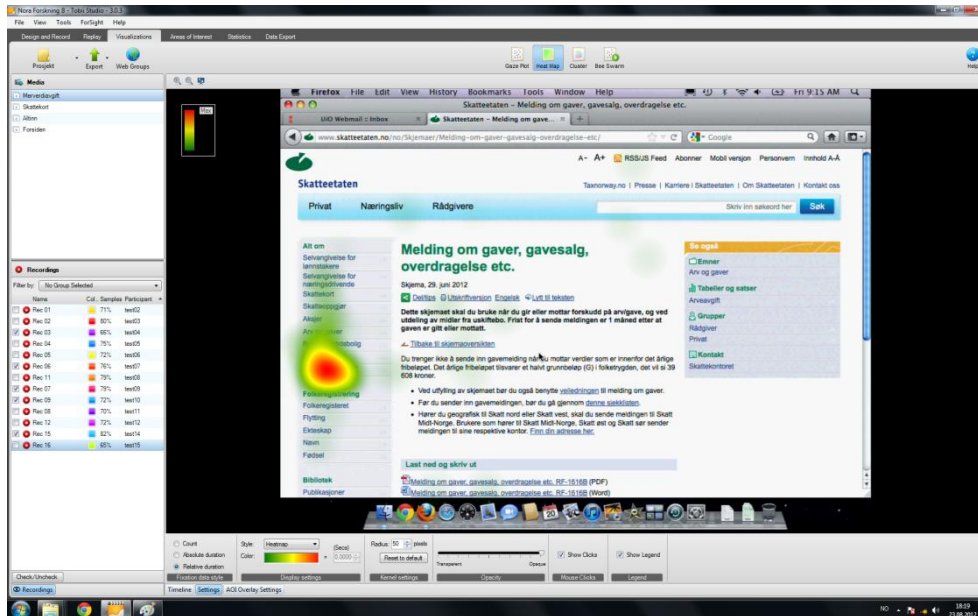 Nora Forskning B - Tobii Studio - 3.0.3
File View Tools ForSight Help
Design and Record Replay Visualizations Areas of Interest Statistics Data Export
Prosjekt Export Web Groups
Gaze Plot Heat Map Cluster Bee Swarm
Help
Media
Merverdiavgift
Skattekort
Altinn
Forsiden
Recordings
Filter by: No Group Selected
Name Col.. Samples Participant
Rec 01 71% test02
Rec 02 80% test03
Rec 03 66% test04
Rec 04 75% test05
Rec 05 72% test06
Rec 06 76% test07
Rec 11 79% test08
Rec 07 79% test09
Rec 09 72% test10
Rec 08 70% test11
Rec 12 72% test12
Rec 15 82% test14
Rec 16 65% test15
Check/Uncheck
Recordings
Max
Firefox File Edit View History Bookmarks Tools Window Help
Fri 9:15 AM
Skatteetaten – Melding om gaver, gavesalg, overdragelse etc.
UiO Webmail :: Inbox
Skatteetaten – Melding om gave...
www.skatteetaten.no/no/Skjemaer/Melding-om-gaver-gavesalg-overdragelse-etc/
Google
A- A+ RSS/JS Feed Abonner Mobil versjon Personvern Innhold A-Å
Skatteetaten
Taxnorway.no | Presse | Karriere i Skatteetaten | Om Skatteetaten | Kontakt oss
Privat Næringsliv Rådgivere
Skriv inn søkeord her Søk
Alt om
Selvangivelse for
lønnstakere
Selvangivelse for
næringsdrivende
Skattekort
Skatteoppgjør
Aksjer
Arv og gaver
Folkeregistrering
Folkeregisteret
Flytting
Ekteskap
Navn
Fødsel
Bibliotek
Publikasjoner
Melding om gaver, gavesalg,
overdragelse etc.
Skjema, 29. juni 2012
Del/tips Utskriftversjon Engelsk Lytt til teksten
Dette skjemaet skal du bruke når du gir eller mottar forskudd på arv/gave, og ved
utdeling av midler fra uskiftebo. Frist for å sende meldingen er 1 måned etter at
gaven er gitt eller mottatt.
Tilbake til skjemaoversikten
Du trenger ikke å sende inn gavemelding når du mottar verdier som er innenfor det årlige
fribeløpet. Det årlige fribeløpet tilsvarer et halvt grunnbeløp (G) i folketrygden, det vil si 39
608 kroner.
• Ved utfylling av skjemaet bør du også benytte veiledningen til melding om gaver.
• Før du sender inn gavemeldingen, bør du gå gjennom denne sjekklisten.
• Hører du geografisk til Skatt nord eller Skatt vest, skal du sende meldingen til Skatt
Midt-Norge. Brukere som hører til Skatt Midt-Norge, Skatt øst og Skatt sør sender
meldingen til sine respektive kontor. Finn din adresse her.
Last ned og skriv ut
Melding om gaver, gavesalg, overdragelse etc. RF-1616B (PDF)
Melding om gaver, gavesalg, overdragelse etc. RF-1616B (Word)
Se også
Emner
Arv og gaver
Tabeller og satser
Arveavgift
Grupper
Rådgiver
Privat
Kontakt
Skattekontoret
20
Count
Absolute duration
Relative duration
Fixation data style
Style: Heatmap
Color:
(Secs)
= 0.0000
Display settings
Radius: 50 pixels
Reset to default
Kernel settings
Transparent Opaque
Opacity
Show Clicks
Mouse Clicks
Show Legend
Legend
Timeline Settings AOI Overlay Settings
NO
18:09
23.08.2012